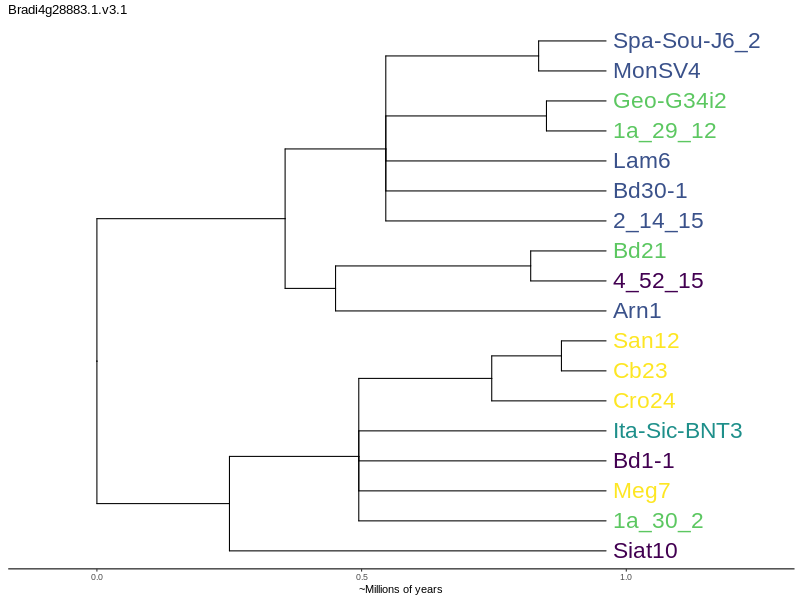 Bradi4g28883.1.v3.1
Spa-Sou-J6_2
MonSV4
Geo-G34i2
1a_29_12
Lam6
Bd30-1
2_14_15
Bd21
4_52_15
Arn1
San12
Cb23
Cro24
Ita-Sic-BNT3
Bd1-1
Meg7
1a_30_2
Siat10
0.0 0.5 1.0
~Millions of years